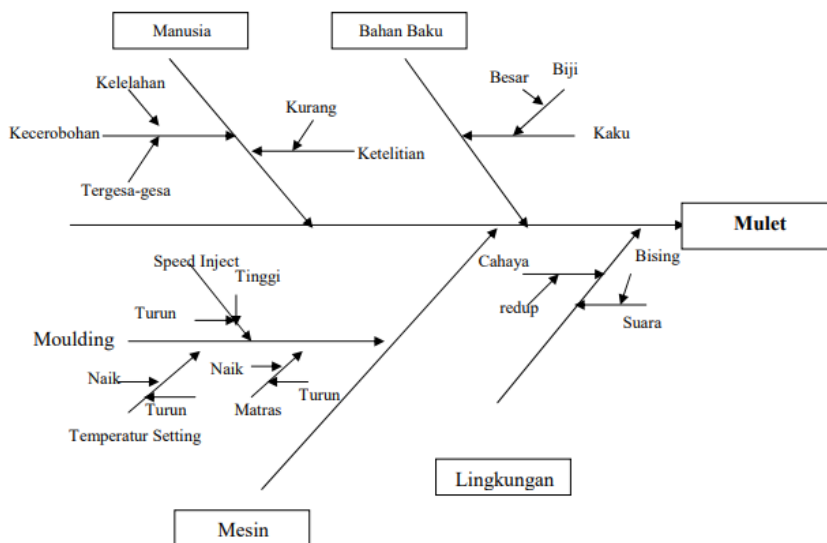 Manusia
Bahan Baku
Kelelahan
Besar
Biji
Kurang
Kecerobohan
Kaku
Ketelitian
Tergesa-gesa
Mulet
Speed Inject
Tinggi
Cahaya
Bising
Turun
redup
Suara
Moulding
Naik
Naik
Turun
Matras
Turun
Temperatur Setting
Lingkungan
Mesin